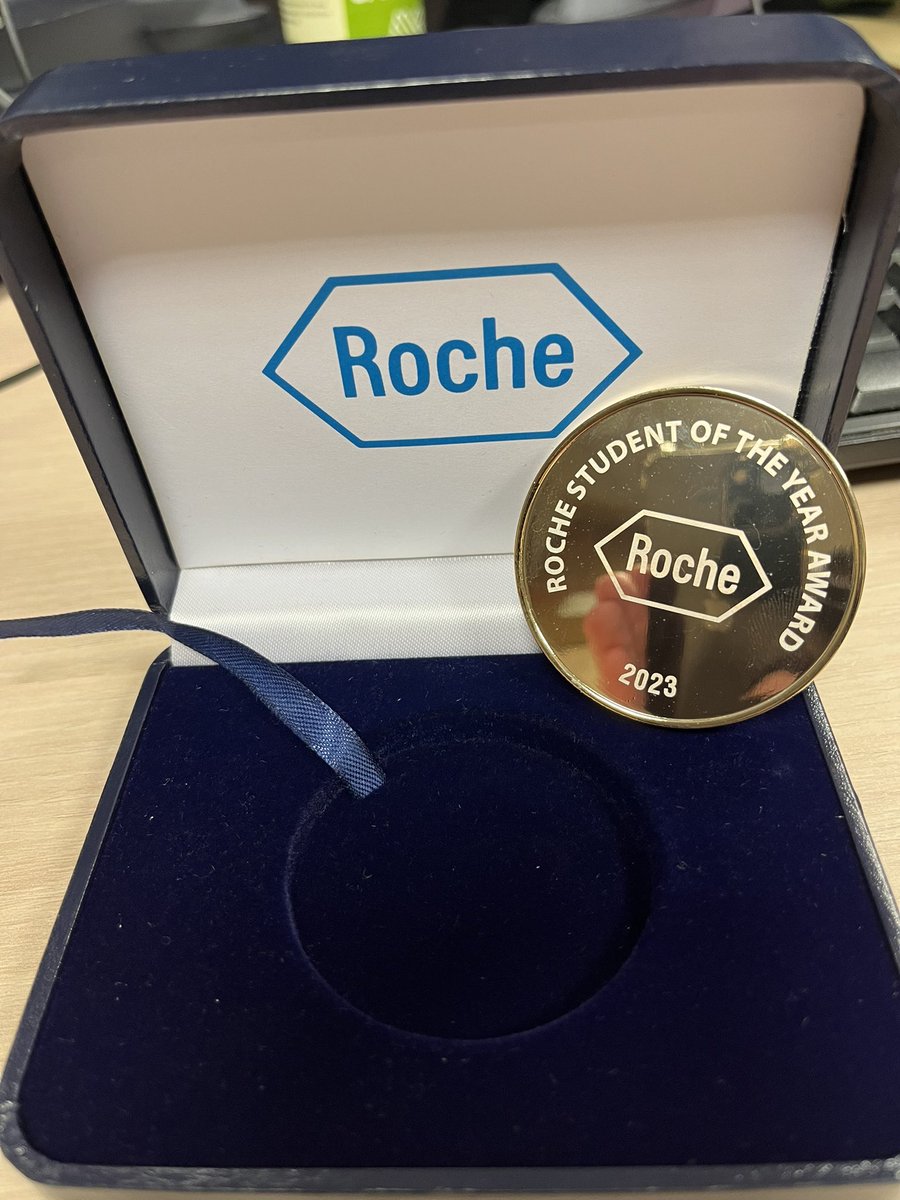 Roche
ROCHE STUDENT OF THE YEAR AWARD
Roche
2023